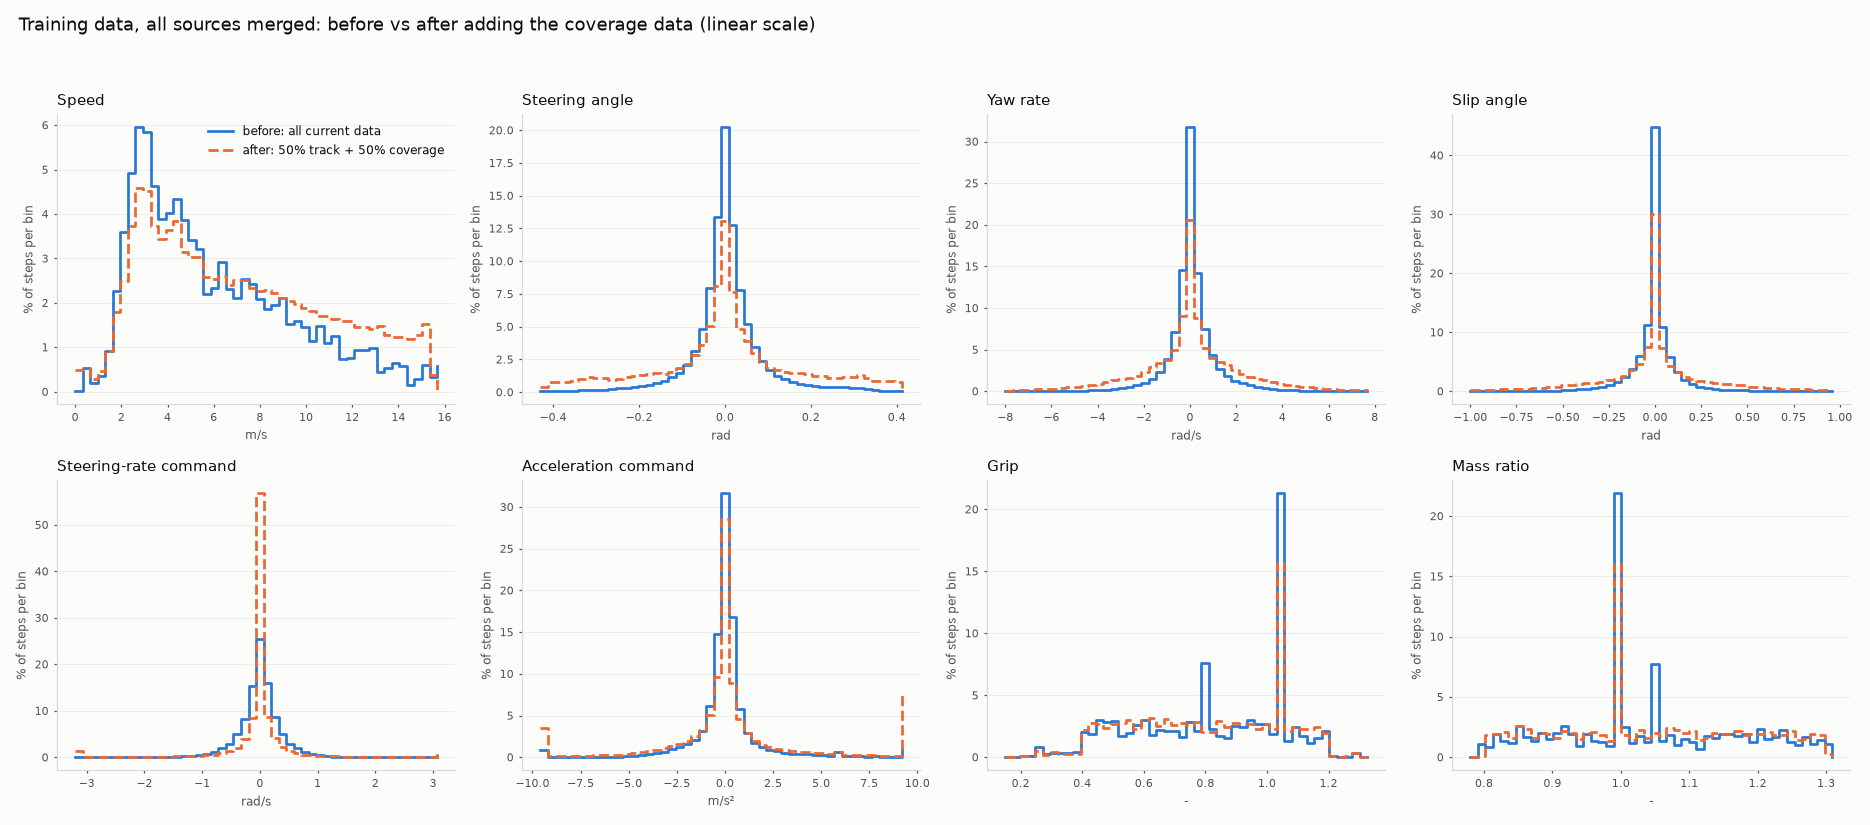 Training data, all sources merged: before vs after adding the coverage data (linear scale)
Speed
% of steps per bin
6
5
4
3
2
1
0
before: all current data
after: 50% track + 50% coverage
0 2 4 6 8 10 12 14 16
m/s
Steering angle
% of steps per bin
20.0
17.5
15.0
12.5
10.0
7.5
5.0
2.5
0.0
−0.4 −0.2 0.0 0.2 0.4
rad
Yaw rate
% of steps per bin
30
25
20
15
10
5
0
−8 −6 −4 −2 0 2 4 6 8
rad/s
Slip angle
% of steps per bin
40
30
20
10
0
−1.00 −0.75 −0.50 −0.25 0.00 0.25 0.50 0.75 1.00
rad
Steering-rate command
% of steps per bin
50
40
30
20
10
0
−3 −2 −1 0 1 2 3
rad/s
Acceleration command
% of steps per bin
30
25
20
15
10
5
0
−10.0 −7.5 −5.0 −2.5 0.0 2.5 5.0 7.5 10.0
m/s²
Grip
% of steps per bin
20
15
10
5
0
0.2 0.4 0.6 0.8 1.0 1.2
-
Mass ratio
% of steps per bin
20
15
10
5
0
0.8 0.9 1.0 1.1 1.2 1.3
-